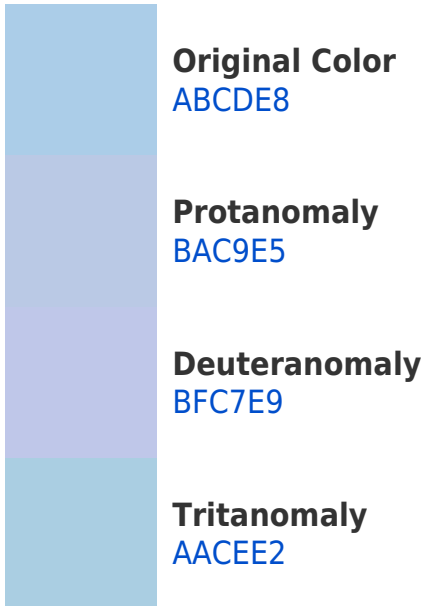 Original Color
ABCDE8
Protanomaly
BAC9E5
Deuteranomaly
BFC7E9
Tritanomaly
AACEE2